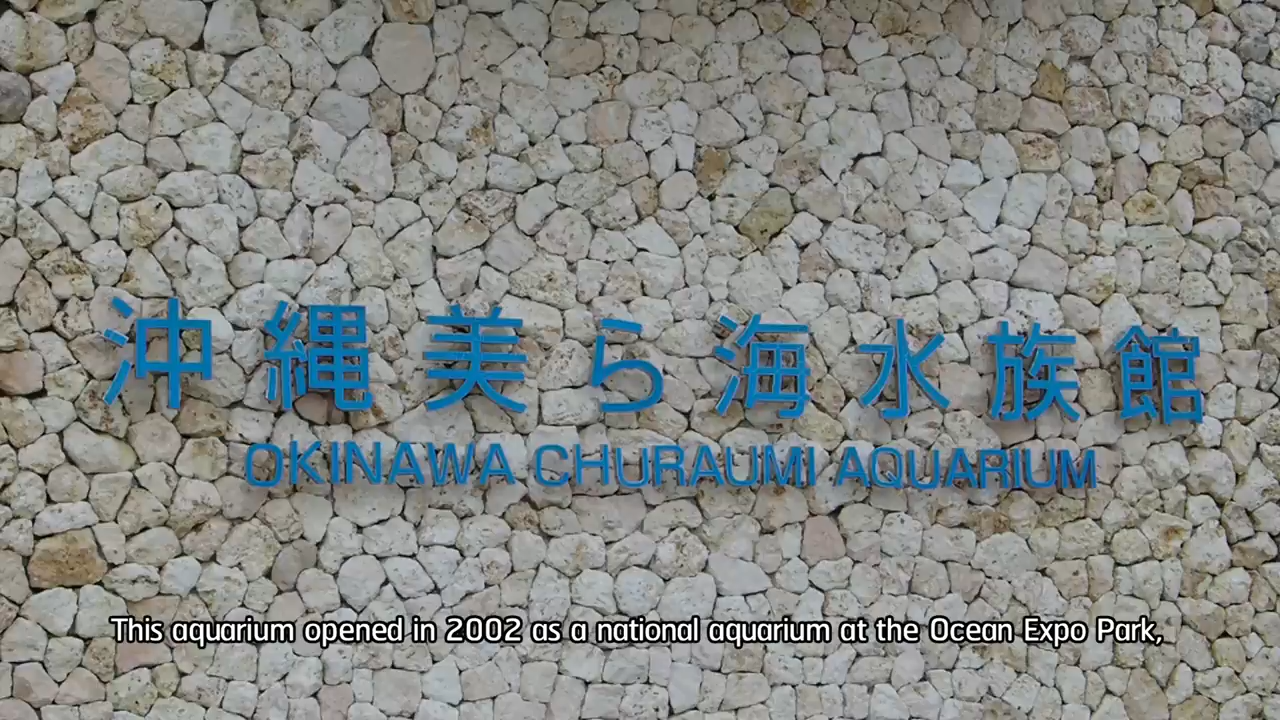 沖縄美ら海水族館
OKINAWA CHURAUMI AQUARIUM
This aquarium opened in 2002 as a national aquarium at the Ocean Expo Park,